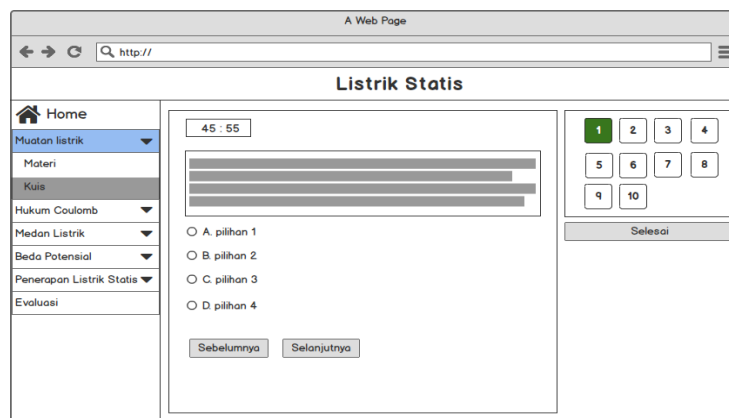 A Web Page
http://
Listrik Statis
Home
Muatan listrik
Materi
Kuis
Hukum Coulomb
Medan Listrik
Beda Potensial
Penerapan Listrik Statis
Evaluasi
45 : 55
A. pilihan 1
B. pilihan 2
C. pilihan 3
D. pilihan 4
Sebelumnya Selanjutnya
1 2 3 4
5 6 7 8
9 10
Selesai